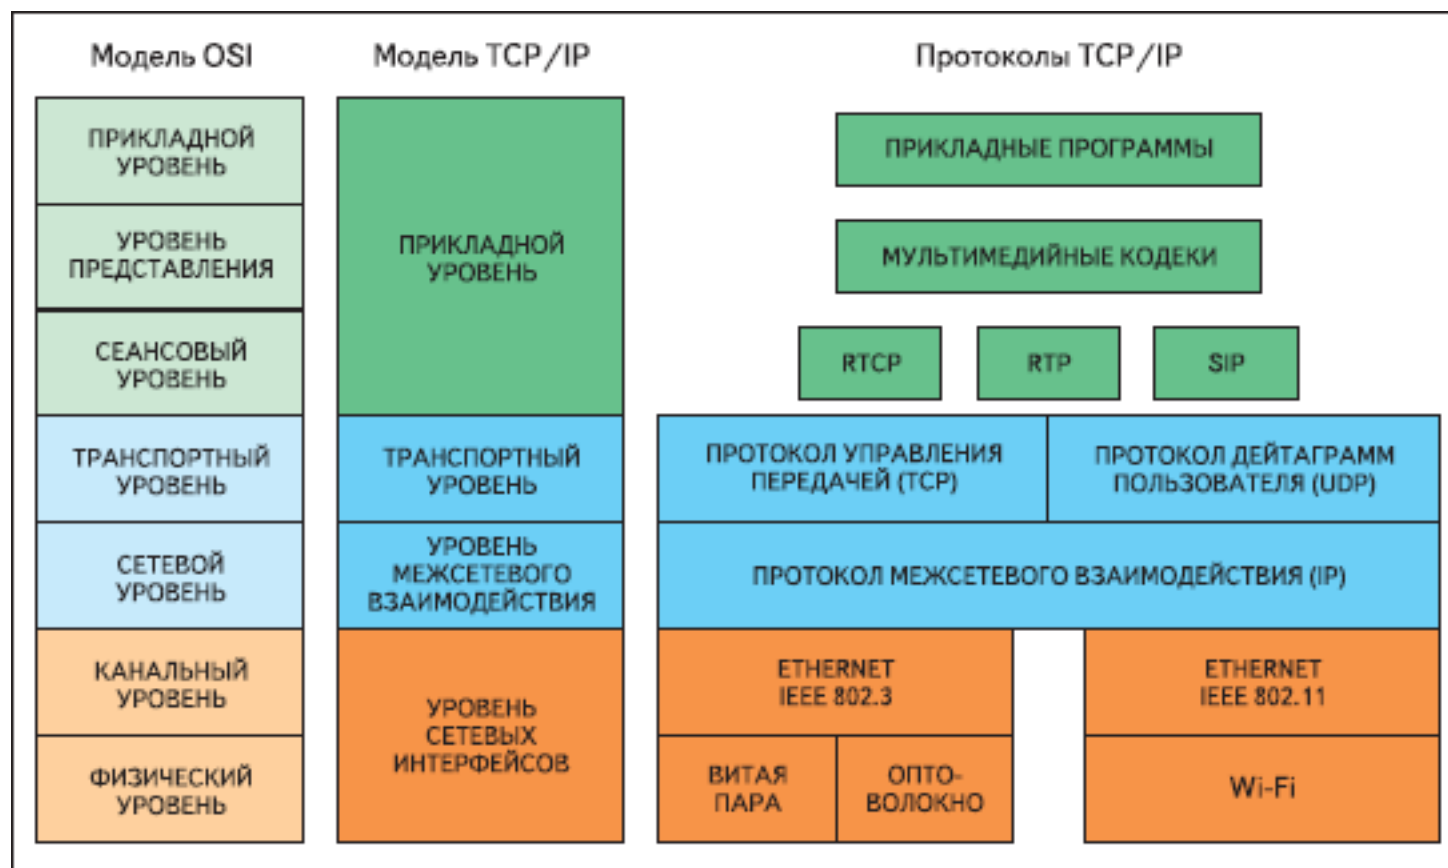 Модель OSI
Модель TCP/IP
Протоколы TCP/IP
ПРИКЛАДНОЙ
УРОВЕНЬ
УРОВЕНЬ
ПРЕДСТАВЛЕНИЯ
СЕАНСОВЫЙ
УРОВЕНЬ
ТРАНСПОРТНЫЙ
УРОВЕНЬ
СЕТЕВОЙ
УРОВЕНЬ
КАНАЛЬНЫЙ
УРОВЕНЬ
ФИЗИЧЕСКИЙ
УРОВЕНЬ
ПРИКЛАДНОЙ
УРОВЕНЬ
ТРАНСПОРТНЫЙ
УРОВЕНЬ
УРОВЕНЬ
МЕЖСЕТЕВОГО
ВЗАИМОДЕЙСТВИЯ
УРОВЕНЬ
СЕТЕВЫХ
ИНТЕРФЕЙСОВ
ПРИКЛАДНЫЕ ПРОГРАММЫ
МУЛЬТИМЕДИЙНЫЕ КОДЕКИ
RTCP
RTP
SIP
ПРОТОКОЛ УПРАВЛЕНИЯ
ПЕРЕДАЧЕЙ (TCP)
ПРОТОКОЛ ДЕЙТАГРАММ
ПОЛЬЗОВАТЕЛЯ (UDP)
ПРОТОКОЛ МЕЖСЕТЕВОГО ВЗАИМОДЕЙСТВИЯ (IP)
ETHERNET
IEEE 802.3
ETHERNET
IEEE 802.11
ВИТАЯ
ПАРА
ОПТО-
ВОЛОКНО
Wi-Fi